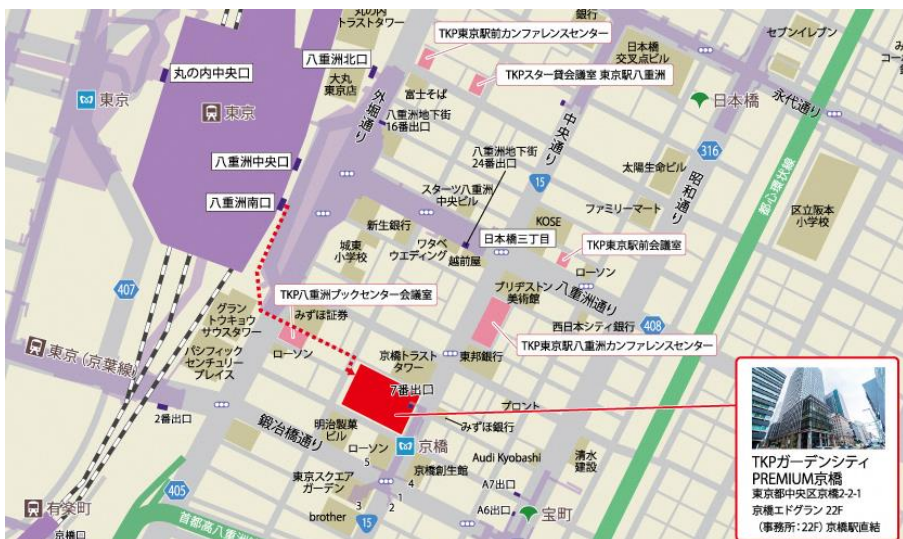 丸の内
トラストタワー
銀行
TKP東京駅前カンファレンスセンター
セブンイレブン
日本橋
交叉点ビル
八重洲北口
丸の内中央口
大丸
東京店
TKPスター貸会議室 東京駅八重洲
外堀通り
富士そば
東京
東京
八重洲地下街
16番出口
中央通り
日本橋
永代通り
316
八重洲中央口
八重洲地下街
24番出口
15
太陽生命ビル
昭和通り
都心環状線
八重洲南口
スターツ八重洲
中央ビル
ファミリーマート
区立阪本
小学校
新生銀行
KOSE
城東
小学校
ワタベ
ウエディング
越前屋
日本橋三丁目
TKP東京駅前会議室
ローソン
407
TKP八重洲ブックセンター会議室
ブリヂストン
美術館
八重洲通り
グラン
トウキョウ
サウスタワー
みずほ証券
西日本シティ銀行
408
東京(京葉線)
パシフィック
センチュリー
プレイス
ローソン
京橋トラスト
タワー
東邦銀行
TKP東京駅八重洲カンファレンスセンター
7番出口
2番出口
鍛冶橋通り
プロント
明治製菓
ビル
みずほ銀行
ローソン
京橋
5
Audi Kyobashi
清水
建設
東京スクエア
ガーデン
京橋創生館
4
A7出口
405
3
2
1
brother
15
A6出口
宝町
有楽町
京橋口
首都高八重洲
TKPガーデンシティ
PREMIUM京橋
東京都中央区京橋2-2-1
京橋エドグラン 22F
(事務所:22F) 京橋駅直結